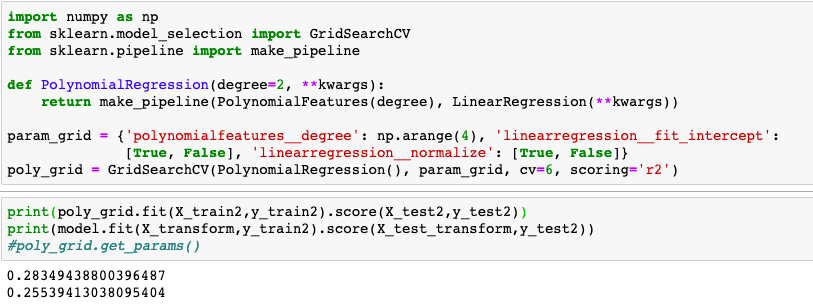 import numpy as np
from sklearn.model_selection import GridSearchCV
from sklearn.pipeline import make_pipeline
def PolynomialRegression(degree=2, **kwargs):
return make_pipeline(PolynomialFeatures(degree), LinearRegression(**kwargs))
param_grid = {'polynomialfeatures__degree': np.arange(4), 'linearregression__fit_intercept':
[True, False], 'linearregression__normalize': [True, False]}
poly_grid = GridSearchCV(PolynomialRegression(), param_grid, cv=6, scoring='r2')
print(poly_grid.fit(X_train2,y_train2).score(X_test2,y_test2))
print(model.fit(X_transform,y_train2).score(X_test_transform,y_test2))
#poly_grid.get_params()
0.28349438800396487
0.25539413038095404